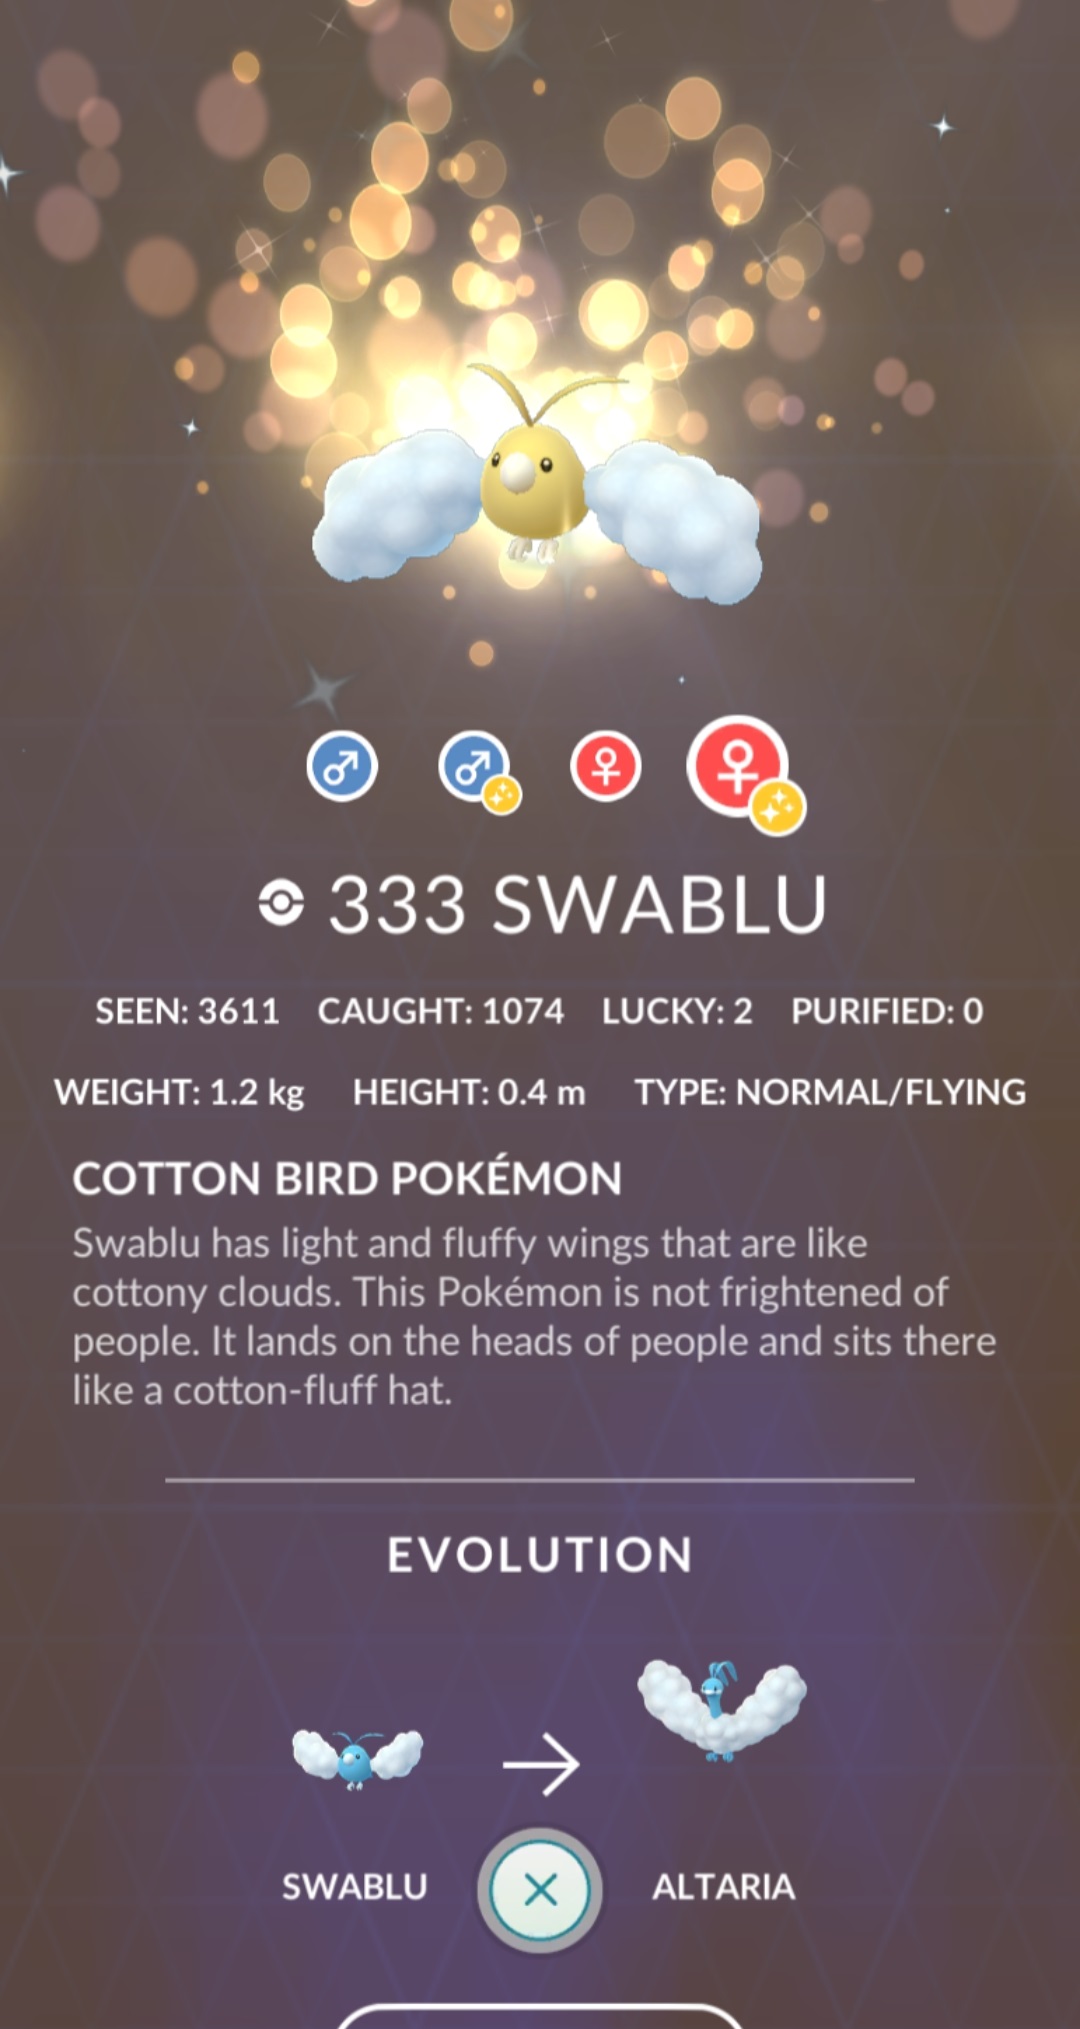 333 SWABLU
SEEN: 3611 CAUGHT: 1074 LUCKY: 2 PURIFIED: 0
WEIGHT: 1.2 kg HEIGHT: 0.4 m TYPE: NORMAL/FLYING
COTTON BIRD POKÉMON
Swablu has light and fluffy wings that are like
cottony clouds. This Pokémon is not frightened of
people. It lands on the heads of people and sits there
like a cotton-fluff hat.
EVOLUTION
SWABLU ALTARIA